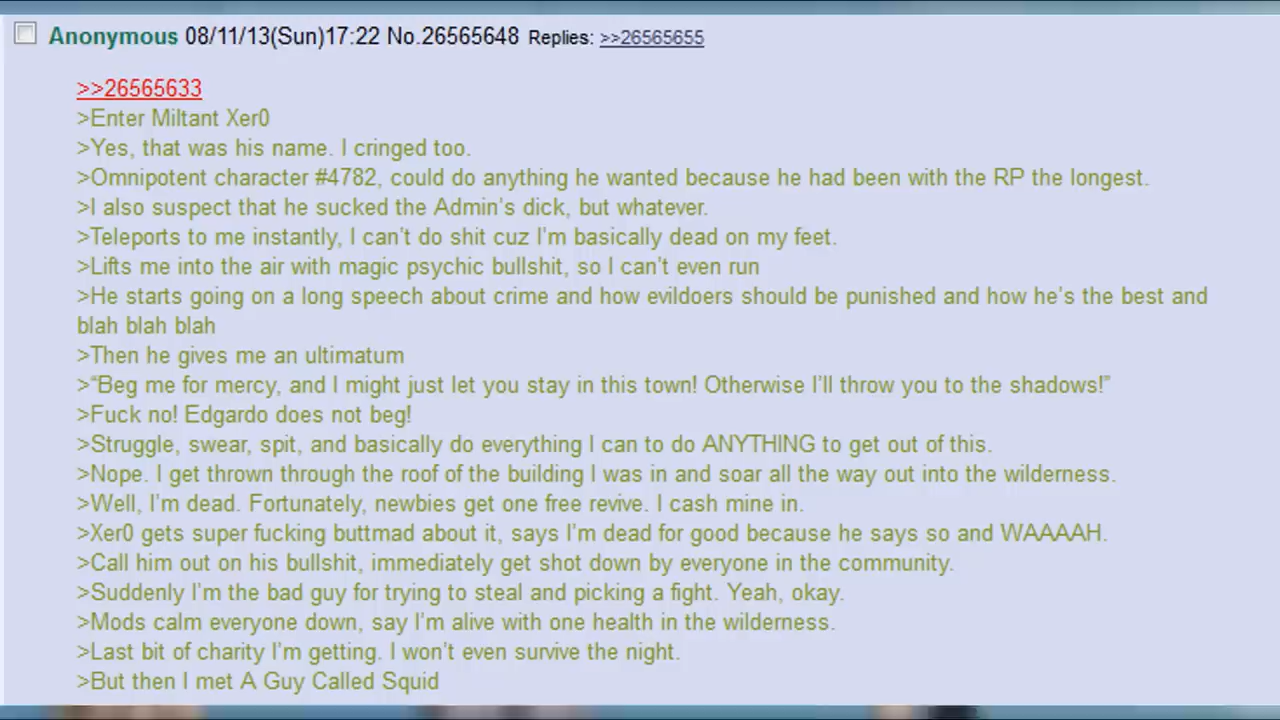 Anonymous 08/11/13(Sun)17:22 No.26565648 Replies: >>26565655
>>26565633
>Enter Miltant Xer0
>Yes, that was his name. I cringed too.
>Omnipotent character #4782, could do anything he wanted because he had been with the RP the longest.
>I also suspect that he sucked the Admin's dick, but whatever.
>Teleports to me instantly, I can't do shit cuz I'm basically dead on my feet.
>Lifts me into the air with magic psychic bullshit, so I can't even run
>He starts going on a long speech about crime and how evildoers should be punished and how he's the best and
blah blah blah
>Then he gives me an ultimatum
>“Beg me for mercy, and I might just let you stay in this town! Otherwise I'll throw you to the shadows!”
>Fuck no! Edgardo does not beg!
>Struggle, swear, spit, and basically do everything I can to do ANYTHING to get out of this.
>Nope. I get thrown through the roof of the building I was in and soar all the way out into the wilderness.
>Well, I'm dead. Fortunately, newbies get one free revive. I cash mine in.
>Xer0 gets super fucking buttmad about it, says I'm dead for good because he says so and WAAAAH.
>Call him out on his bullshit, immediately get shot down by everyone in the community.
>Suddenly I'm the bad guy for trying to steal and picking a fight. Yeah, okay.
>Mods calm everyone down, say I'm alive with one health in the wilderness.
>Last bit of charity I'm getting. I won't even survive the night.
>But then I met A Guy Called Squid